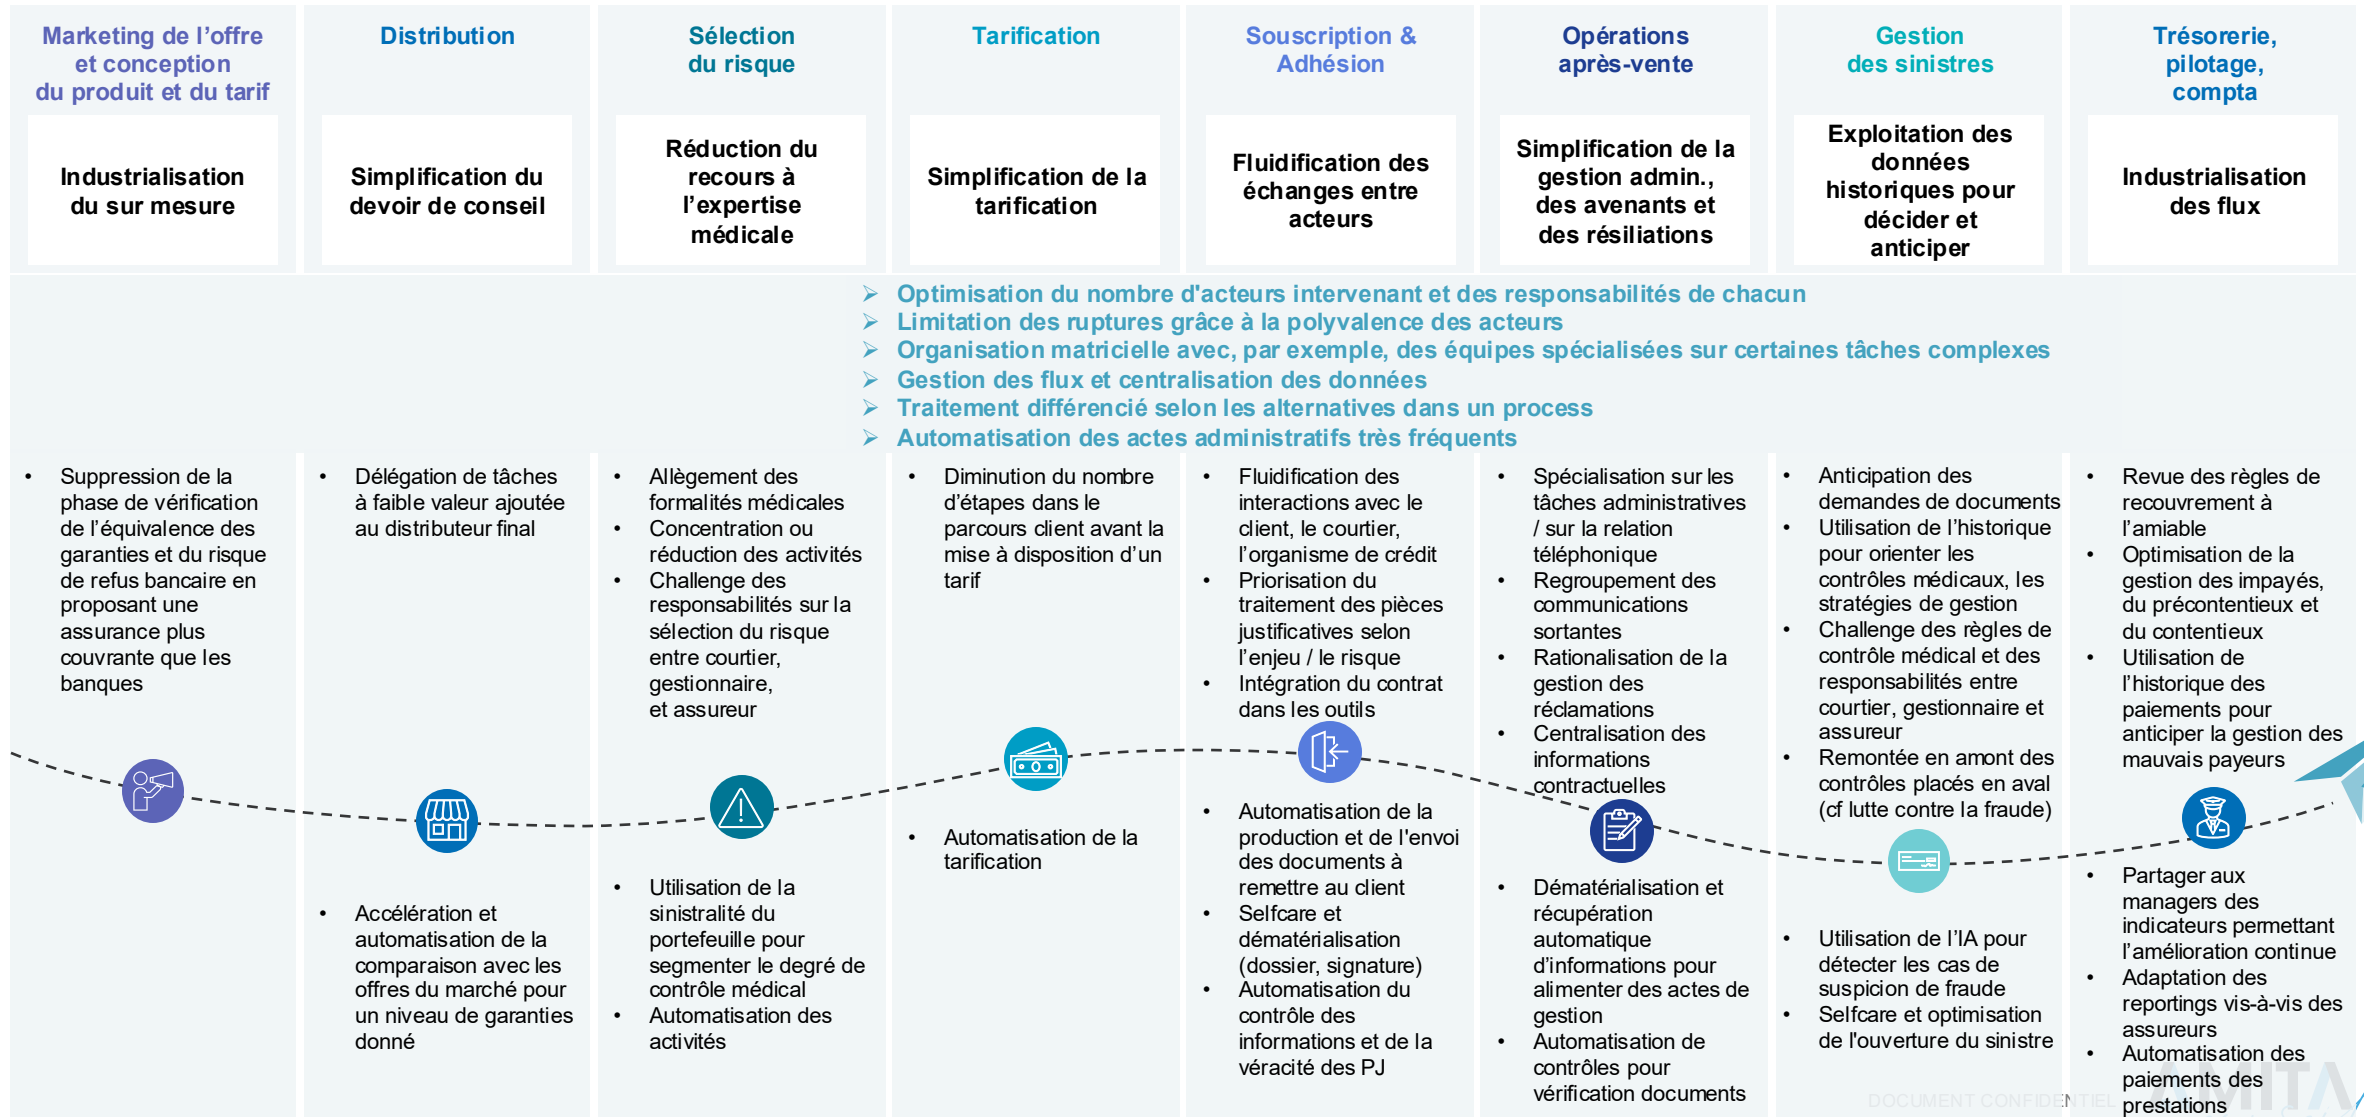 Marketing de l’offre
et conception
du produit et du tarif
Industrialisation
du sur mesure
Distribution
Simplification du
devoir de conseil
Sélection
du risque
Réduction du
recours à
l’expertise
médicale
Tarification
Simplification de la
tarification
Souscription &
Adhésion
Fluidification des
échanges entre
acteurs
Opérations
après-vente
Simplification de la
gestion admin.,
des avenants et
des résiliations
Gestion
des sinistres
Exploitation des
données
historiques pour
décider et
anticiper
Trésorerie,
pilotage,
compta
Industrialisation
des flux
➢ Optimisation du nombre d'acteurs intervenant et des responsabilités de chacun
➢ Limitation des ruptures grâce à la polyvalence des acteurs
➢ Organisation matricielle avec, par exemple, des équipes spécialisées sur certaines tâches complexes
➢ Gestion des flux et centralisation des données
➢ Traitement différencié selon les alternatives dans un process
➢ Automatisation des actes administratifs très fréquents
• Suppression de la
phase de vérification
de l’équivalence des
garanties et du risque
de refus bancaire en
proposant une
assurance plus
couvrante que les
banques
• Délégation de tâches
à faible valeur ajoutée
au distributeur final
• Accélération et
automatisation de la
comparaison avec les
offres du marché pour
un niveau de garanties
donné
• Allègement des
formalités médicales
• Concentration ou
réduction des activités
• Challenge des
responsabilités sur la
sélection du risque
entre courtier,
gestionnaire,
et assureur
• Utilisation de la
sinistralité du
portefeuille pour
segmenter le degré de
contrôle médical
• Automatisation des
activités
• Diminution du nombre
d’étapes dans le
parcours client avant la
mise à disposition d’un
tarif
• Automatisation de la
tarification
• Fluidification des
interactions avec le
client, le courtier,
l’organisme de crédit
• Priorisation du
traitement des pièces
justificatives selon
l’enjeu / le risque
• Intégration du contrat
dans les outils
• Automatisation de la
production et de l'envoi
des documents à
remettre au client
• Selfcare et
dématérialisation
(dossier, signature)
• Automatisation du
contrôle des
informations et de la
véracité des PJ
• Spécialisation sur les
tâches administratives
/ sur la relation
téléphonique
• Regroupement des
communications
sortantes
• Rationalisation de la
gestion des
réclamations
• Centralisation des
informations
contractuelles
• Dématérialisation et
récupération
automatique
d’informations pour
alimenter des actes de
gestion
• Automatisation de
contrôles pour
vérification documents
• Anticipation des
demandes de documents
• Utilisation de l’historique
pour orienter les
contrôles médicaux, les
stratégies de gestion
• Challenge des règles de
contrôle médical et des
responsabilités entre
courtier, gestionnaire et
assureur
• Remontée en amont des
contrôles placés en aval
(cf lutte contre la fraude)
• Utilisation de l’IA pour
détecter les cas de
suspicion de fraude
• Selfcare et optimisation
de l'ouverture du sinistre
• Revue des règles de
recouvrement à
l’amiable
• Optimisation de la
gestion des impayés,
du précontentieux et
du contentieux
• Utilisation de
l’historique des
paiements pour
anticiper la gestion des
mauvais payeurs
• Partager aux
managers des
indicateurs permettant
l’amélioration continue
• Adaptation des
reportings vis-à-vis des
assureurs
• Automatisation des
paiements des
prestations
DOCUMENT CONFIDENTIEL
AMITA